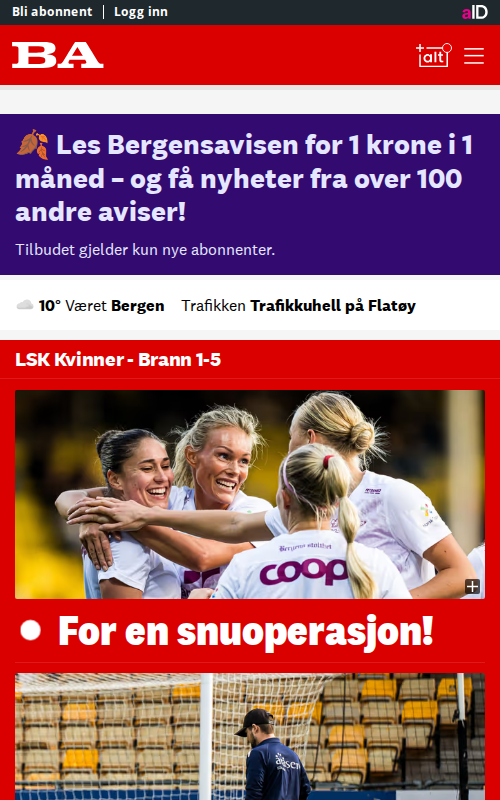 Bli abonnent | Logg inn aID
BA +alt
🍂 Les Bergensavisen for 1 krone i 1
måned – og få nyheter fra over 100
andre aviser!
Tilbudet gjelder kun nye abonnenter.
10° Været Bergen Trafikken Trafikkuhell på Flatøy
LSK Kvinner - Brann 1-5
Bergens stolthet
coop
For en snuoperasjon!